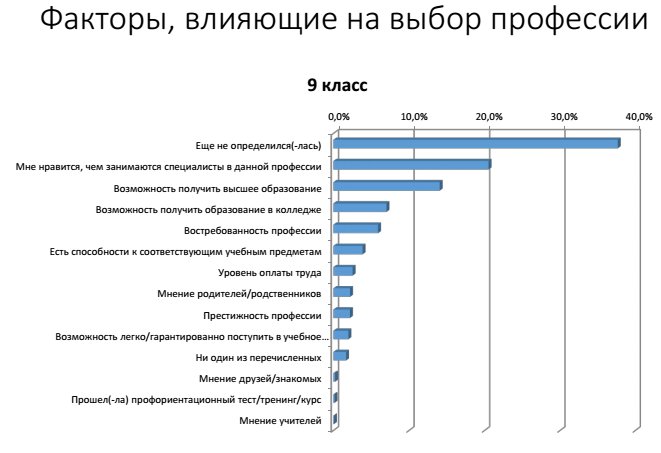 Факторы, влияющие на выбор профессии
9 класс
0,0% 10,0% 20,0% 30,0% 40,0%
Еще не определился(-лась)
Мне нравится, чем занимаются специалисты в данной профессии
Возможность получить высшее образование
Возможность получить образование в колледже
Востребованность профессии
Есть способности к соответствующим учебным предметам
Уровень оплаты труда
Мнение родителей/родственников
Престижность профессии
Возможность легко/гарантированно поступить в учебное…
Ни один из перечисленных
Мнение друзей/знакомых
Прошел(-ла) профориентационный тест/тренинг/курс
Мнение учителей